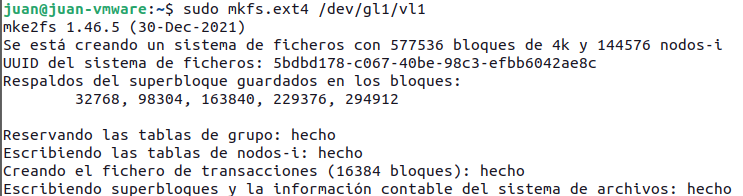 juan@juan-vmware:~$ sudo mkfs.ext4 /dev/gl1/vl1
mke2fs 1.46.5 (30-Dec-2021)
Se está creando un sistema de ficheros con 577536 bloques de 4k y 144576 nodos-i
UUID del sistema de ficheros: 5bdbd178-c067-40be-98c3-efbb6042ae8c
Respaldos del superbloque guardados en los bloques:
32768, 98304, 163840, 229376, 294912
Reservando las tablas de grupo: hecho
Escribiendo las tablas de nodos-i: hecho
Creando el fichero de transacciones (16384 bloques): hecho
Escribiendo superbloques y la información contable del sistema de archivos: hecho